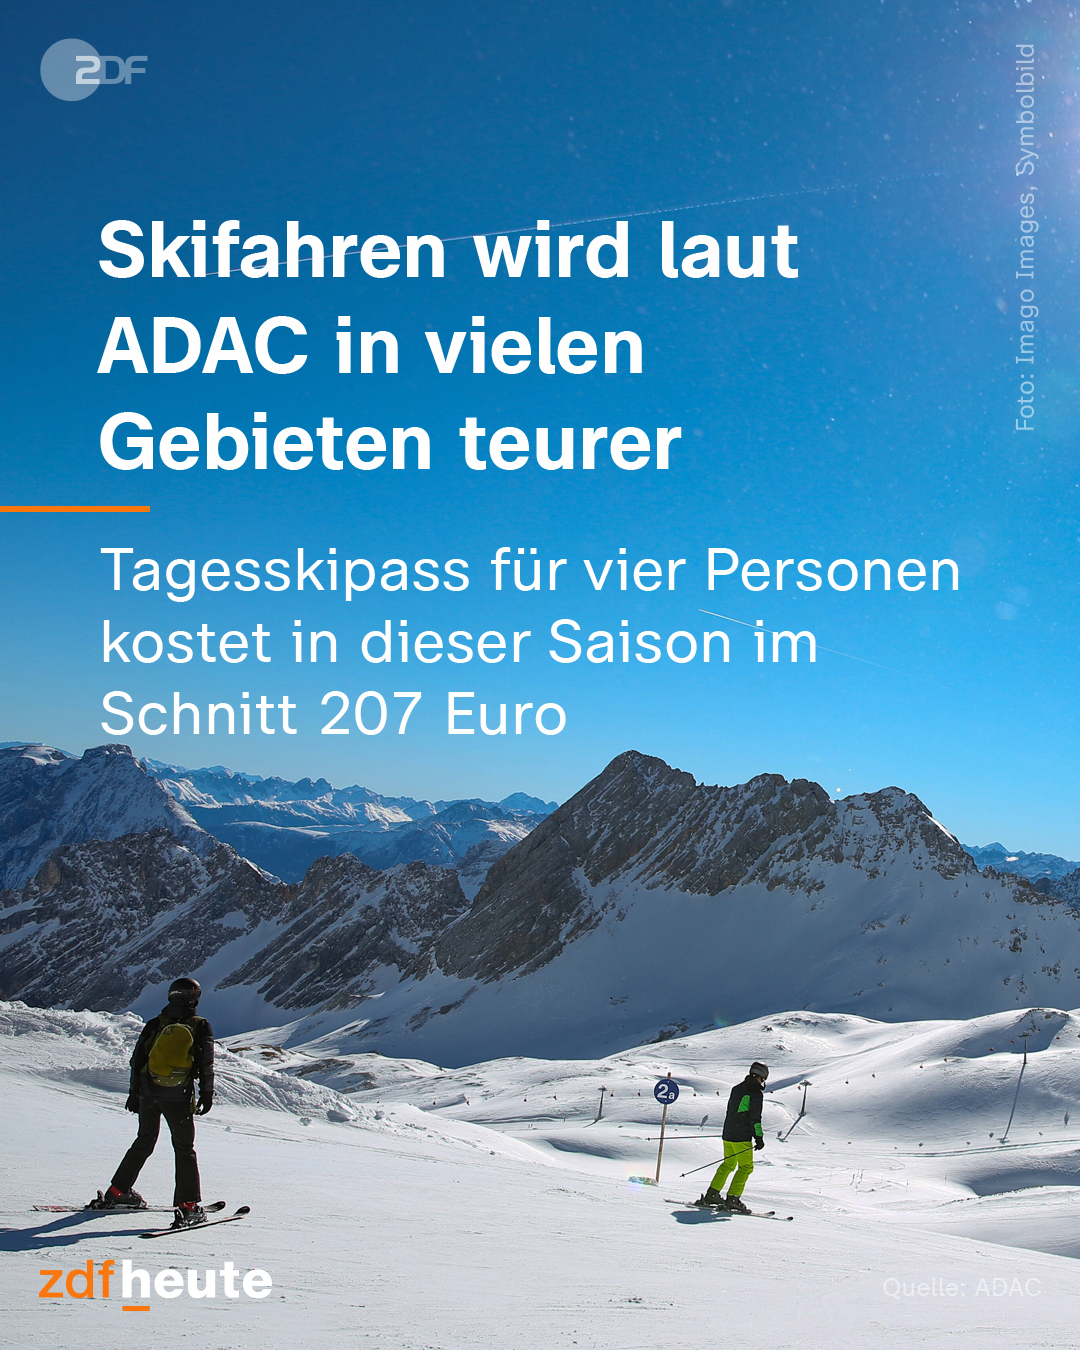 ZDF
Foto: Imago Images, Symbolbild
Skifahren wird laut
ADAC in vielen
Gebieten teurer
Tagesskipass für vier Personen
kostet in dieser Saison im
Schnitt 207 Euro
2a
zdfheute
Quelle: ADAC